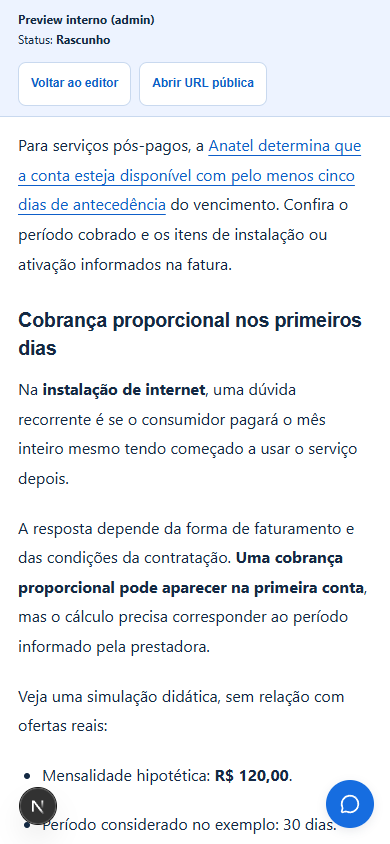 Preview interno (admin)
Status: Rascunho
Voltar ao editor
Abrir URL pública
Para serviços pós-pagos, a Anatel determina que
a conta esteja disponível com pelo menos cinco
dias de antecedência do vencimento. Confira o
período cobrado e os itens de instalação ou
ativação informados na fatura.
Cobrança proporcional nos primeiros
dias
Na instalação de internet, uma dúvida
recorrente é se o consumidor pagará o mês
inteiro mesmo tendo começado a usar o serviço
depois.
A resposta depende da forma de faturamento e
das condições da contratação. Uma cobrança
proporcional pode aparecer na primeira conta,
mas o cálculo precisa corresponder ao período
informado pela prestadora.
Veja uma simulação didática, sem relação com
ofertas reais:
• Mensalidade hipotética: R$ 120,00.
N
• Período considerado no exemplo: 30 dias.